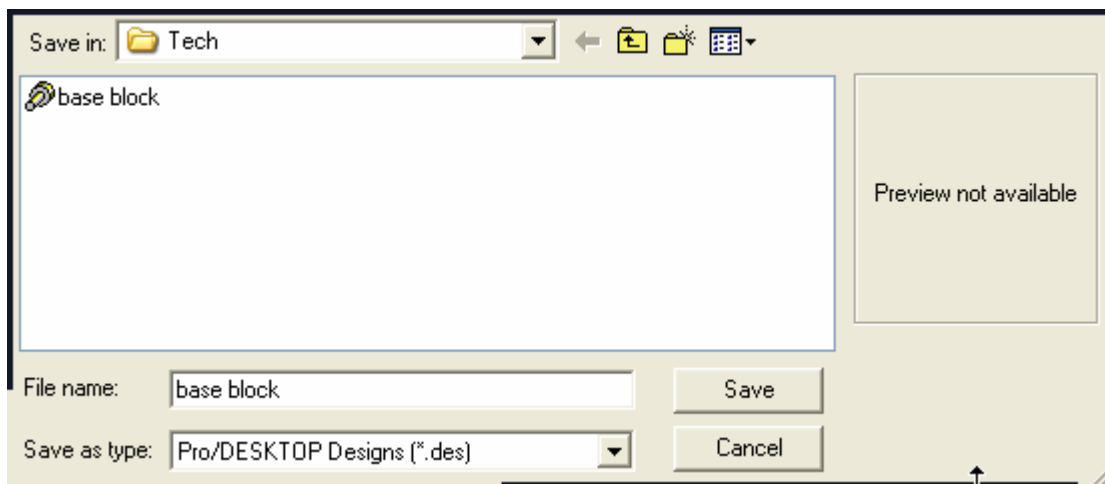 Save in: Tech
base block
Preview not available
File name: base block Save
Save as type: Pro/DESKTOP Designs (*.des) Cancel